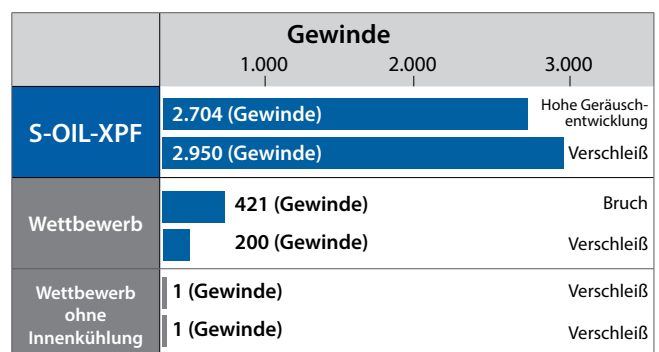 Gewinde
1.000 2.000 3.000
S-OIL-XPF
2.704 (Gewinde) Hohe Geräusch-
entwicklung
2.950 (Gewinde) Verschleiß
Wettbewerb
421 (Gewinde) Bruch
200 (Gewinde) Verschleiß
Wettbewerb
ohne
Innenkühlung
1 (Gewinde) Verschleiß
1 (Gewinde) Verschleiß